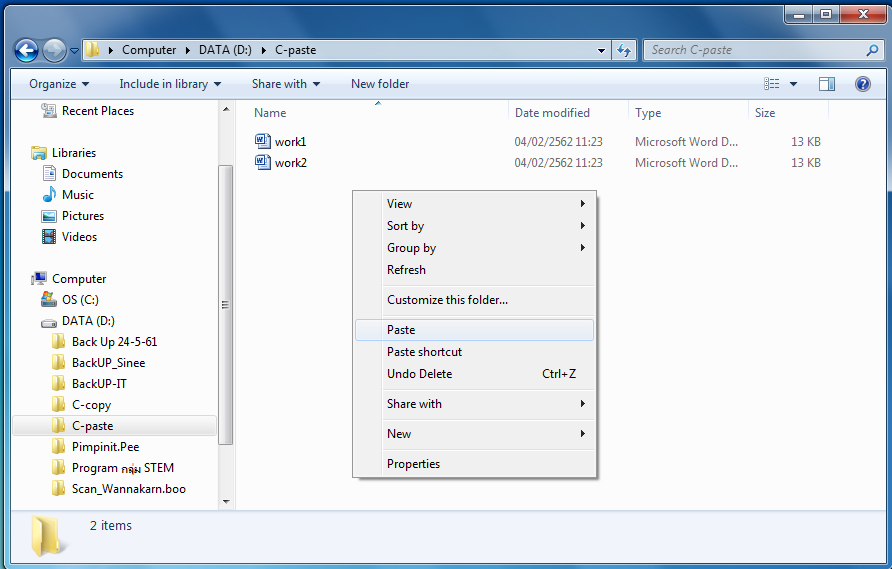 Computer ▸ DATA (D:) ▸ C-paste
Search C-paste
Organize Include in library Share with New folder
Recent Places
Libraries
Documents
Music
Pictures
Videos
Computer
OS (C:)
DATA (D:)
Back Up 24-5-61
BackUP_Sinee
BackUP-IT
C-copy
C-paste
Pimpinit.Pee
Program กลุ่ม STEM
Scan_Wannakarn.boo
Name Date modified Type Size
work1 04/02/2562 11:23 Microsoft Word D... 13 KB
work2 04/02/2562 11:23 Microsoft Word D... 13 KB
View
Sort by
Group by
Refresh
Customize this folder...
Paste
Paste shortcut
Undo Delete Ctrl+Z
Share with
New
Properties
2 items